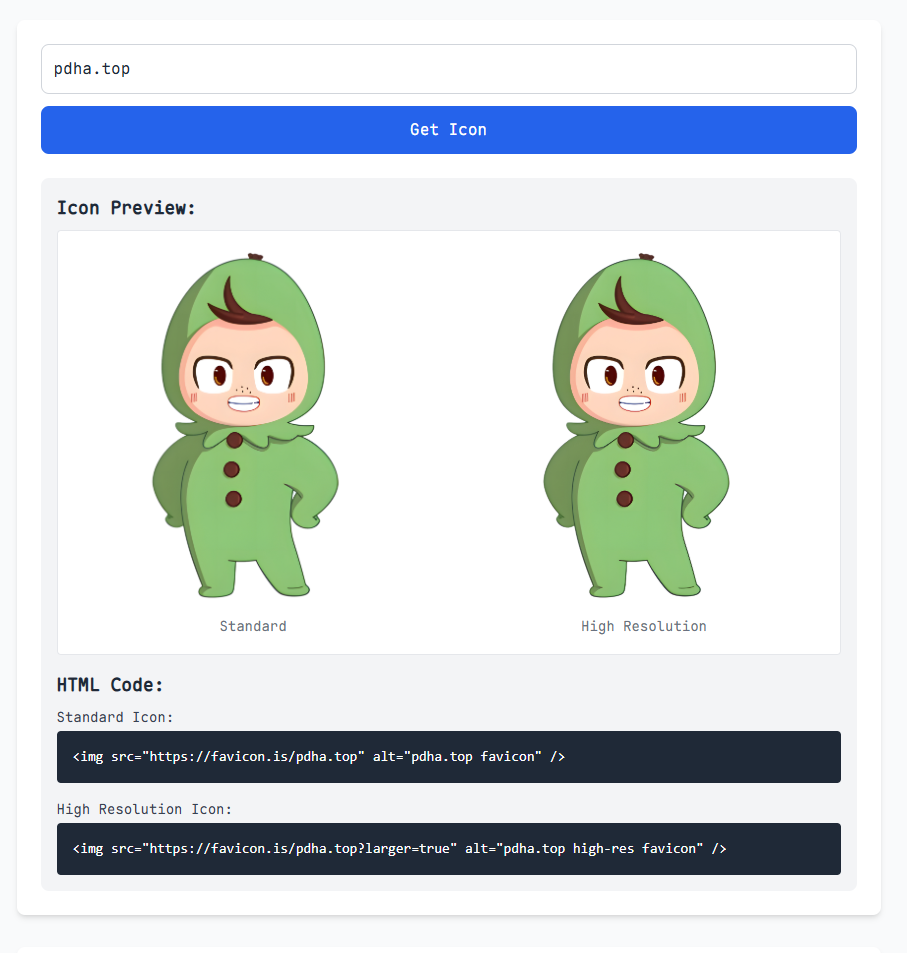 pdha.top
Get Icon
Icon Preview:
Standard
High Resolution
HTML Code:
Standard Icon:
<img src="https://favicon.is/pdha.top" alt="pdha.top favicon" />
High Resolution Icon:
<img src="https://favicon.is/pdha.top?larger=true" alt="pdha.top high-res favicon" />